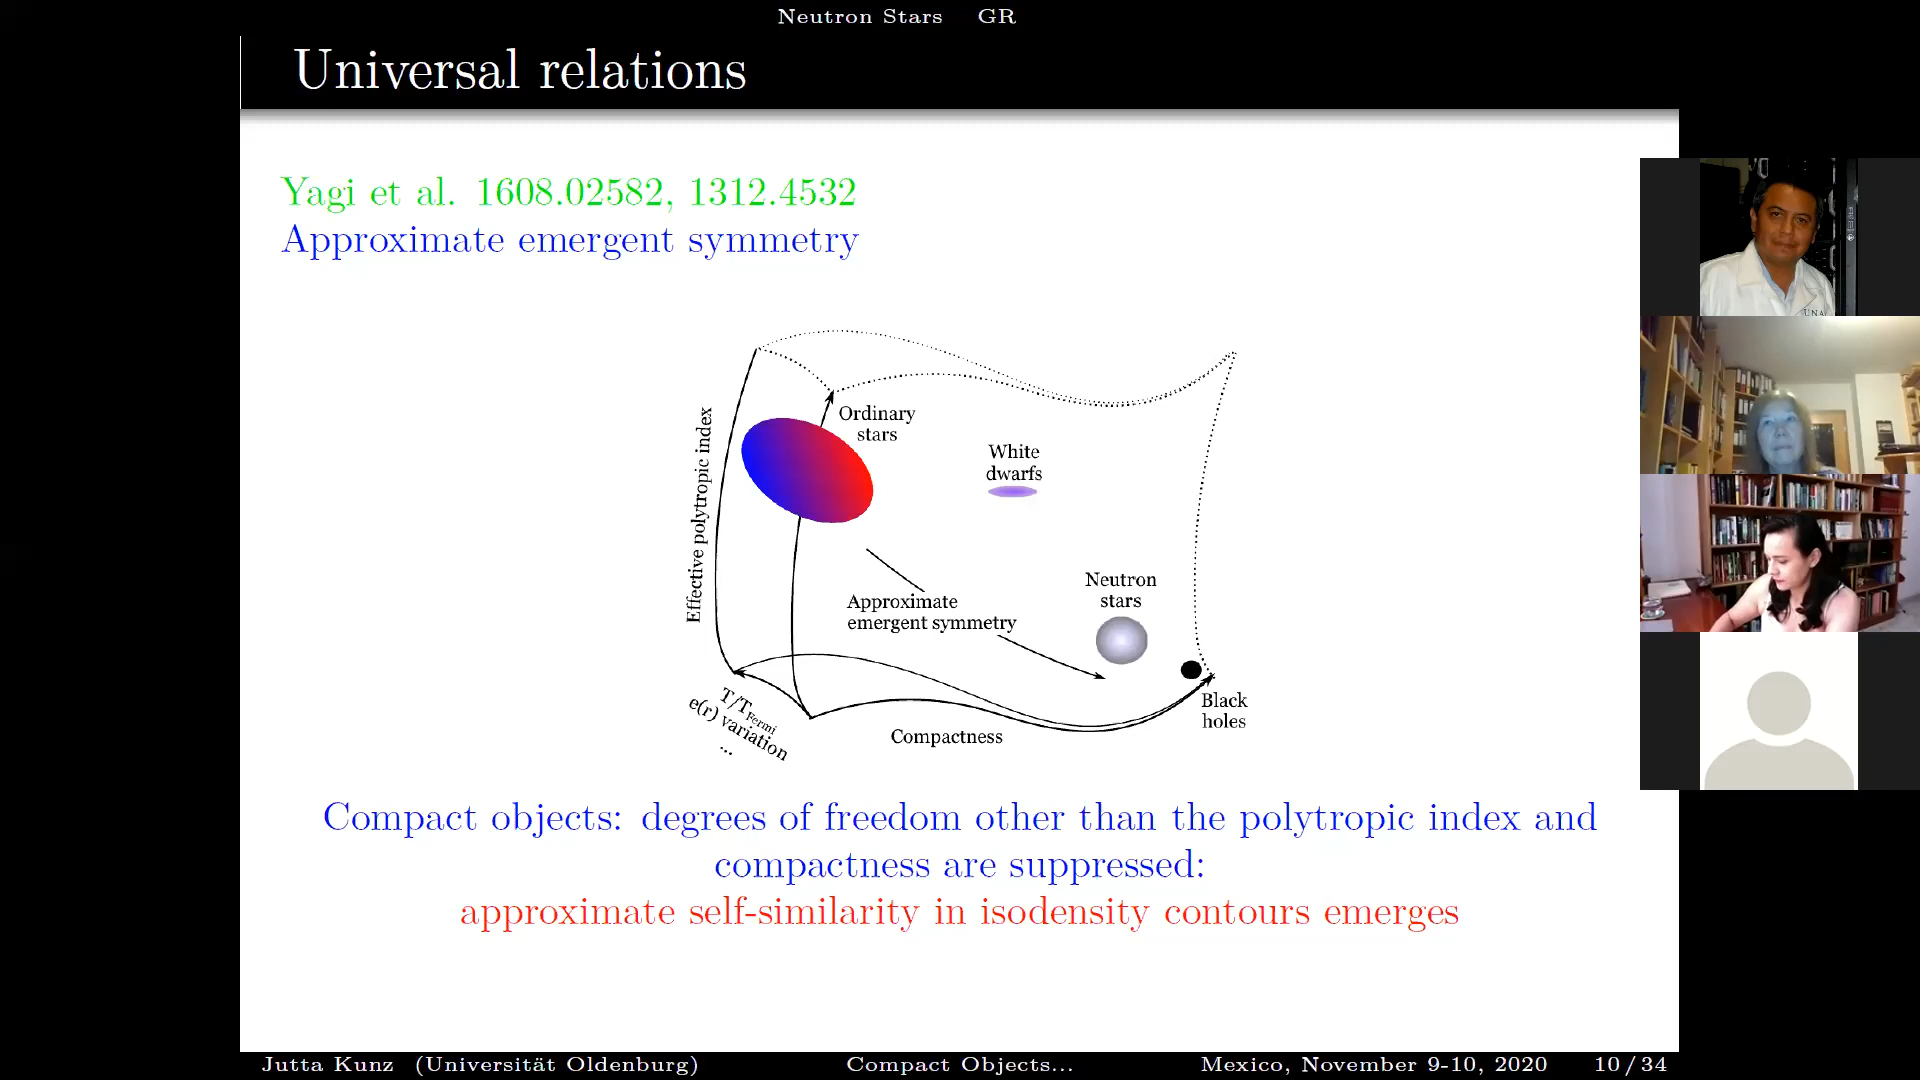 Neutron Stars GR
Universal relations
Yagi et al. 1608.02582, 1312.4532
Approximate emergent symmetry
Effective polytropic index
Ordinary
stars
White
dwarfs
Neutron
stars
Approximate
emergent symmetry
Black
holes
T/T_Fermi
e(r) variation
...
Compactness
Compact objects: degrees of freedom other than the polytropic index and
compactness are suppressed:
approximate self-similarity in isodensity contours emerges
Jutta Kunz (Universität Oldenburg) Compact Objects... Mexico, November 9-10, 2020 10 / 34
UNA